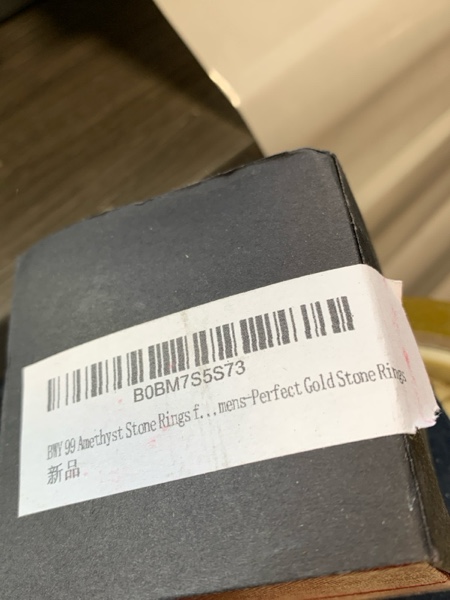 B0BM7S5S73
BWY 99 Amethyst Stone Rings f...mens-Perfect Gold Stone Rings
新品